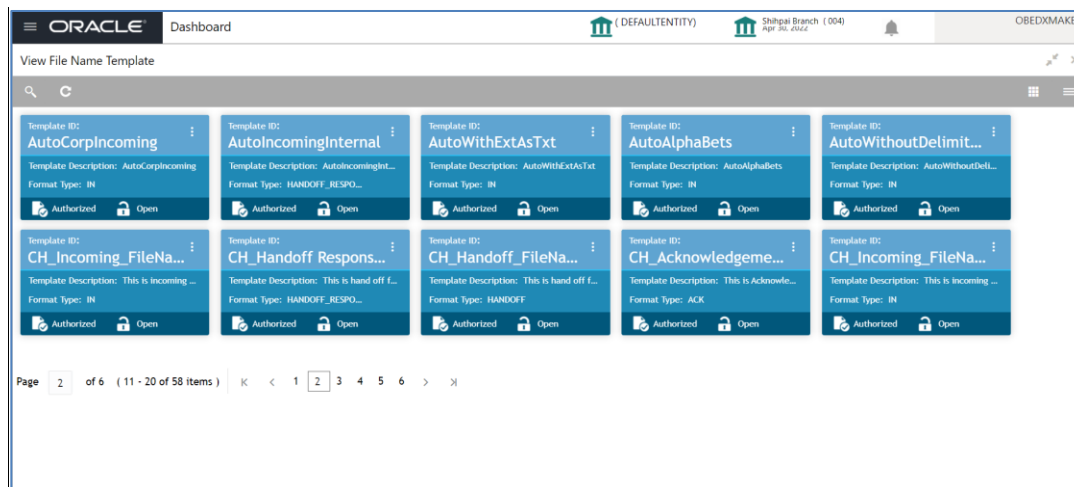 ORACLE Dashboard ( DEFAULTENTITY) Shihpai Branch ( 004) OBEDXMAKE
Apr 30, 2022
View File Name Template
Template ID: Template ID: Template ID: Template ID: Template ID:
AutoCorpIncoming AutoIncomingInternal AutoWithExtAsTxt AutoAlphaBets AutoWithoutDelimit...
Template Description: AutoCorpIncoming Template Description: AutoIncomingInt... Template Description: AutoWithExtAsTxt Template Description: AutoAlphaBets Template Description: AutoWithoutDeli...
Format Type: IN Format Type: HANDOFF_RESPO... Format Type: IN Format Type: IN Format Type: IN
Authorized Open Authorized Open Authorized Open Authorized Open Authorized Open
Template ID: Template ID: Template ID: Template ID: Template ID:
CH_Incoming_FileNa... CH_Handoff Respons... CH_Handoff_FileNa... CH_Acknowledgeme... CH_Incoming_FileNa...
Template Description: This is incoming ... Template Description: This is hand off f... Template Description: This is hand off f... Template Description: This is Acknowle... Template Description: This is incoming ...
Format Type: IN Format Type: HANDOFF_RESPO... Format Type: HANDOFF Format Type: ACK Format Type: IN
Authorized Open Authorized Open Authorized Open Authorized Open Authorized Open
Page 2 of 6 ( 11 - 20 of 58 items ) 1 2 3 4 5 6